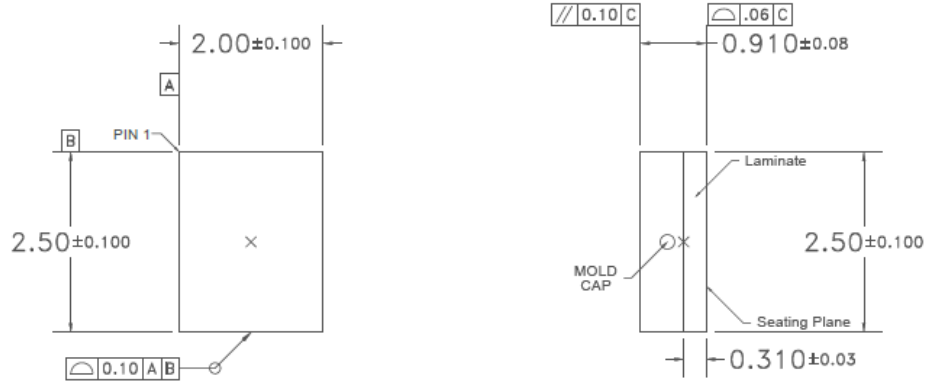 // 0.10 C
⌓ .06 C
2.00±0.100
0.910±0.08
A
B
PIN 1
Laminate
2.50±0.100
2.50±0.100
MOLD
CAP
Seating Plane
0.310±0.03
⌓ 0.10 A B